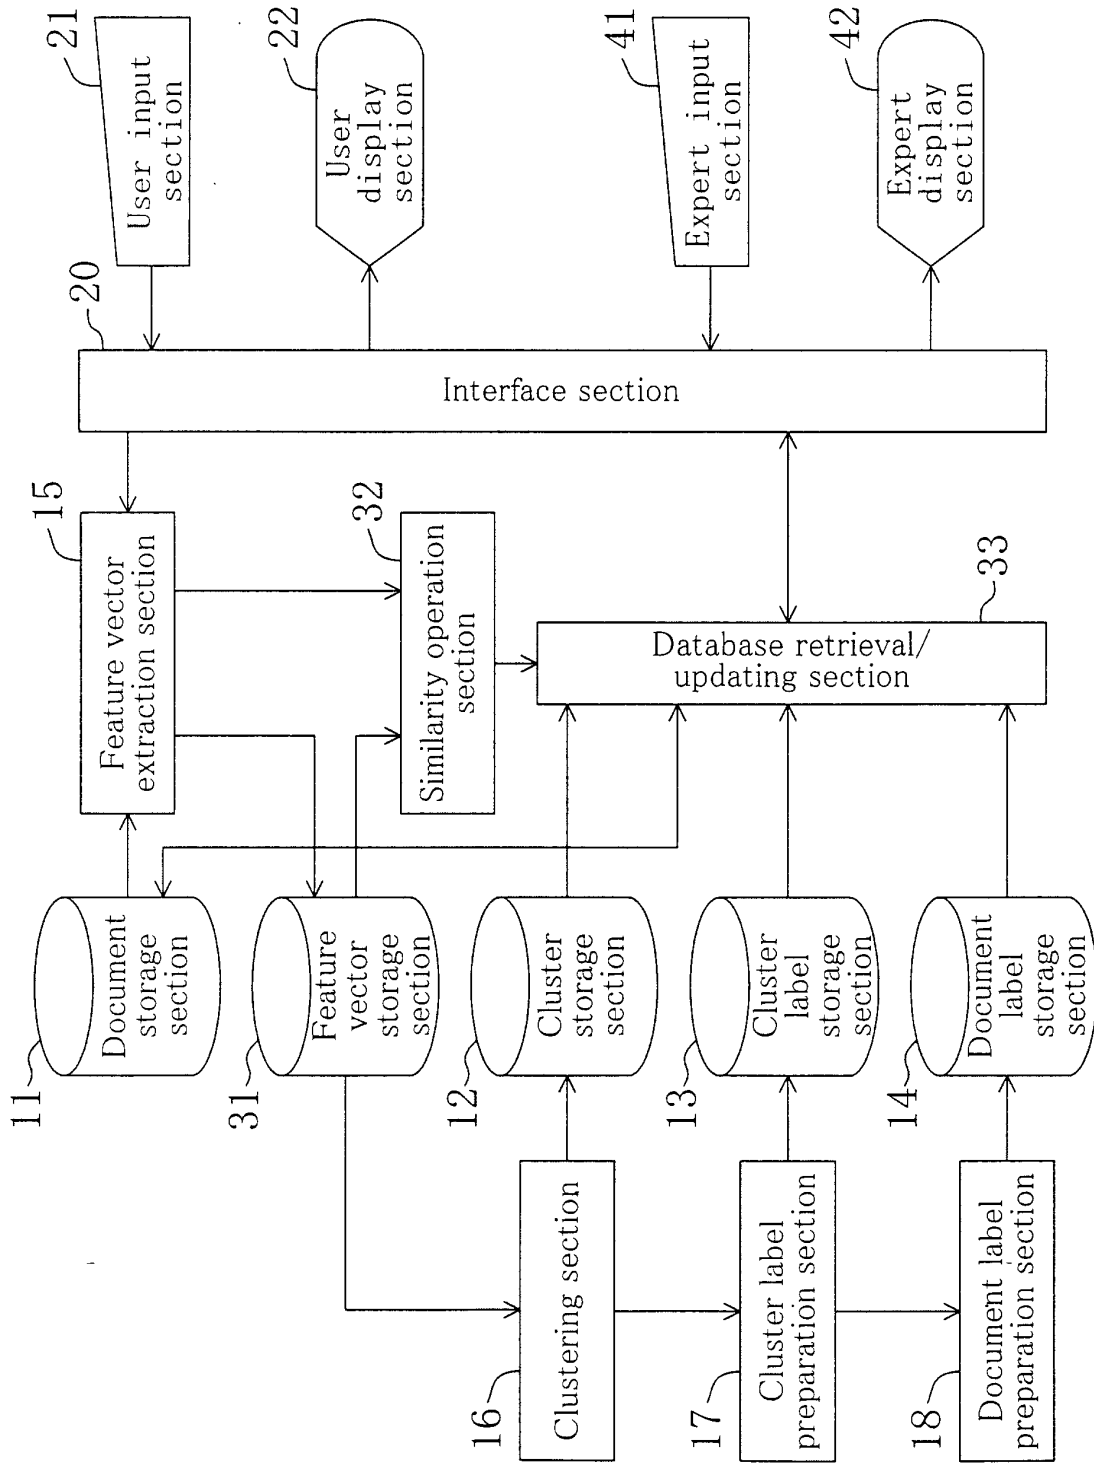 11
Document
storage
section
15
Feature vector
extraction section
20
Interface section
21
User input
section
22
User
display
section
31
Feature
vector
storage
section
32
Similarity operation
section
12
Cluster
storage
section
16
Clustering section
33
Database retrieval/
updating section
41
Expert input
section
42
Expert
display
section
13
Cluster
label
storage
section
17
Cluster label
preparation section
14
Document
label
storage
section
18
Document label
preparation section